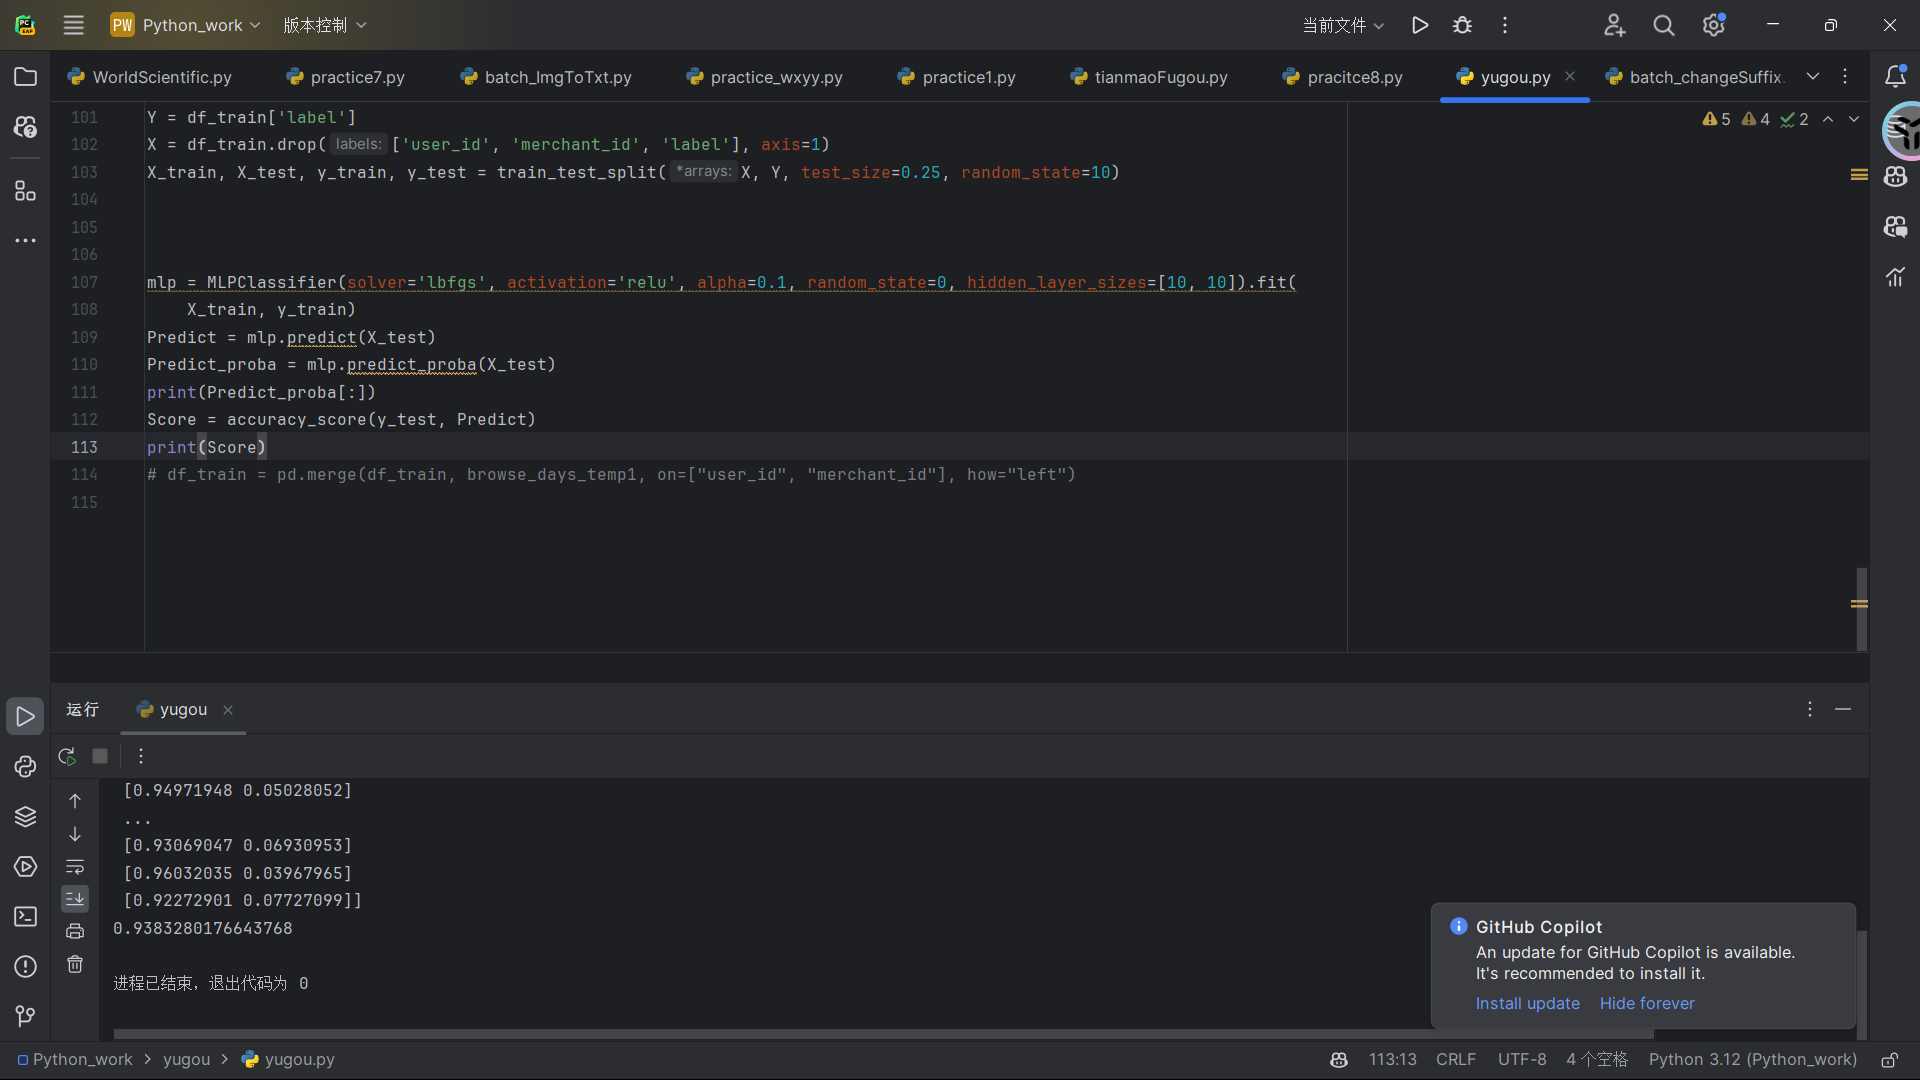 PW Python_work 版本控制 当前文件
WorldScientific.py practice7.py batch_ImgToTxt.py practice_wxyy.py practice1.py tianmaoFugou.py pracitce8.py yugou.py batch_changeSuffix.
101 Y = df_train['label']
5 4 2
102 X = df_train.drop( labels: ['user_id', 'merchant_id', 'label'], axis=1)
103 X_train, X_test, y_train, y_test = train_test_split( *arrays: X, Y, test_size=0.25, random_state=10)
104
105
106
107 mlp = MLPClassifier(solver='lbfgs', activation='relu', alpha=0.1, random_state=0, hidden_layer_sizes=[10, 10]).fit(
108     X_train, y_train)
109 Predict = mlp.predict(X_test)
110 Predict_proba = mlp.predict_proba(X_test)
111 print(Predict_proba[:])
112 Score = accuracy_score(y_test, Predict)
113 print(Score)
114 # df_train = pd.merge(df_train, browse_days_temp1, on=["user_id", "merchant_id"], how="left")
115
运行 yugou
[0.94971948 0.05028052]
...
[0.93069047 0.06930953]
[0.96032035 0.03967965]
[0.92272901 0.07727099]]
0.9383280176643768
进程已结束，退出代码为 0
GitHub Copilot
An update for GitHub Copilot is available.
It's recommended to install it.
Install update Hide forever
Python_work > yugou > yugou.py 113:13 CRLF UTF-8 4 个空格 Python 3.12 (Python_work)